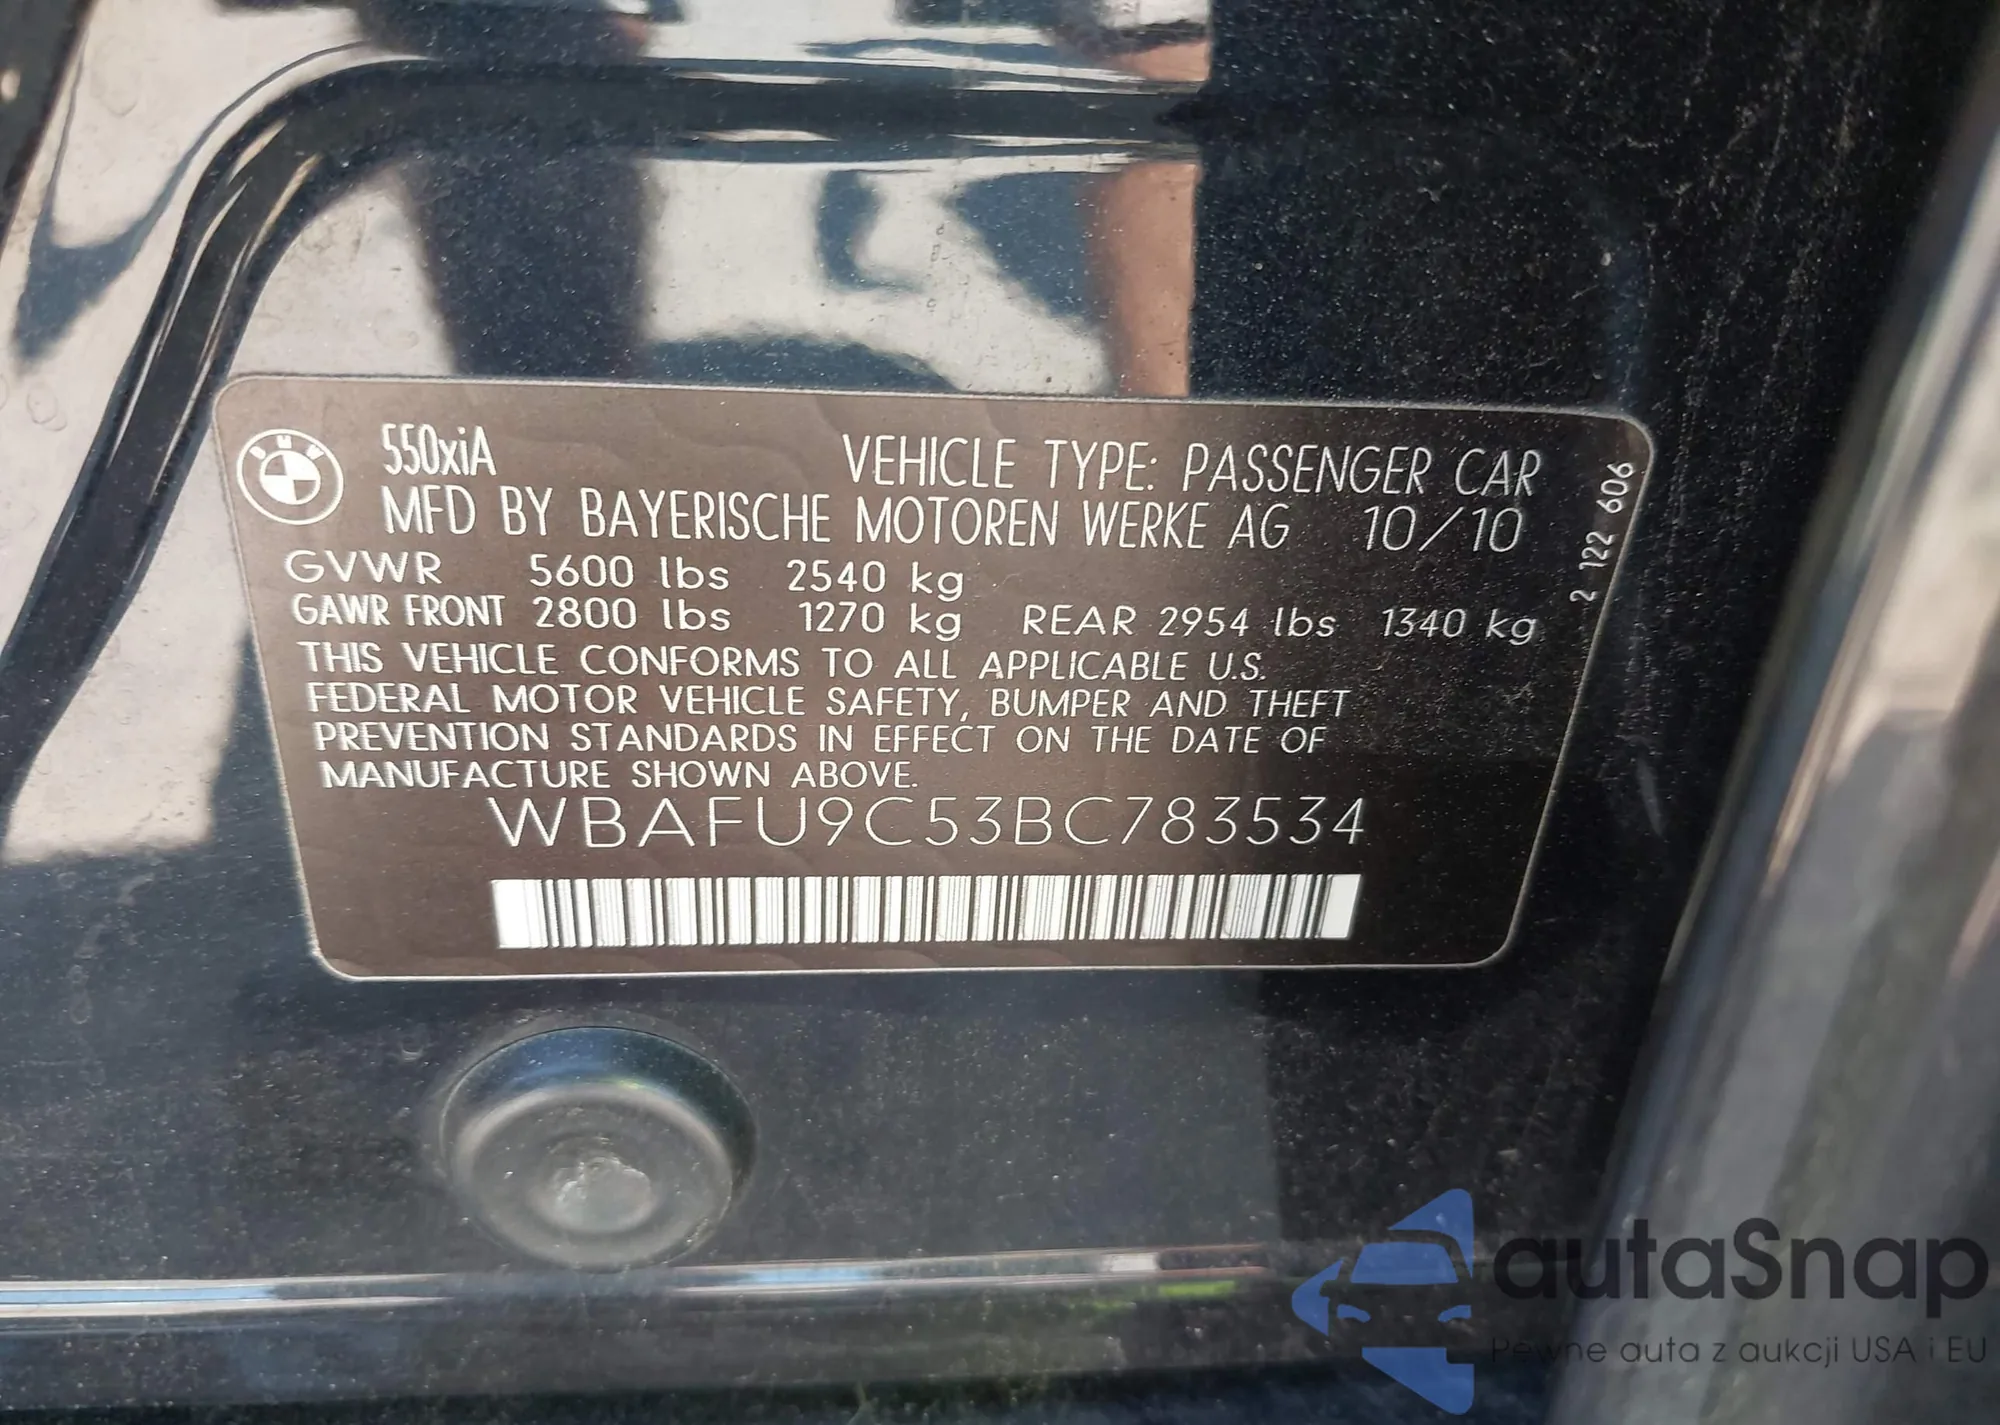 BMW
550xiA VEHICLE TYPE: PASSENGER CAR
MFD BY BAYERISCHE MOTOREN WERKE AG 10/10
GVWR 5600 lbs 2540 kg
GAWR FRONT 2800 lbs 1270 kg REAR 2954 lbs 1340 kg
THIS VEHICLE CONFORMS TO ALL APPLICABLE U.S.
FEDERAL MOTOR VEHICLE SAFETY, BUMPER AND THEFT
PREVENTION STANDARDS IN EFFECT ON THE DATE OF
MANUFACTURE SHOWN ABOVE.
WBAFU9C53BC783534
2 122 606
autaSnap
Pewne auta z aukcji USA i EU